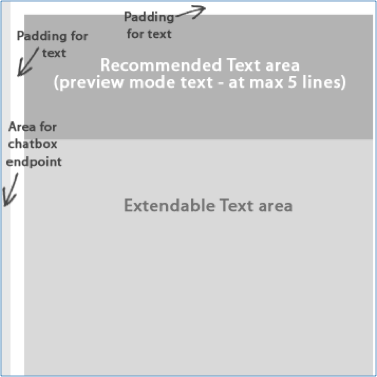 Padding
for text
Padding for
text
Recommended Text area
(preview mode text - at max 5 lines)
Area for
chatbox
endpoint
Extendable Text area